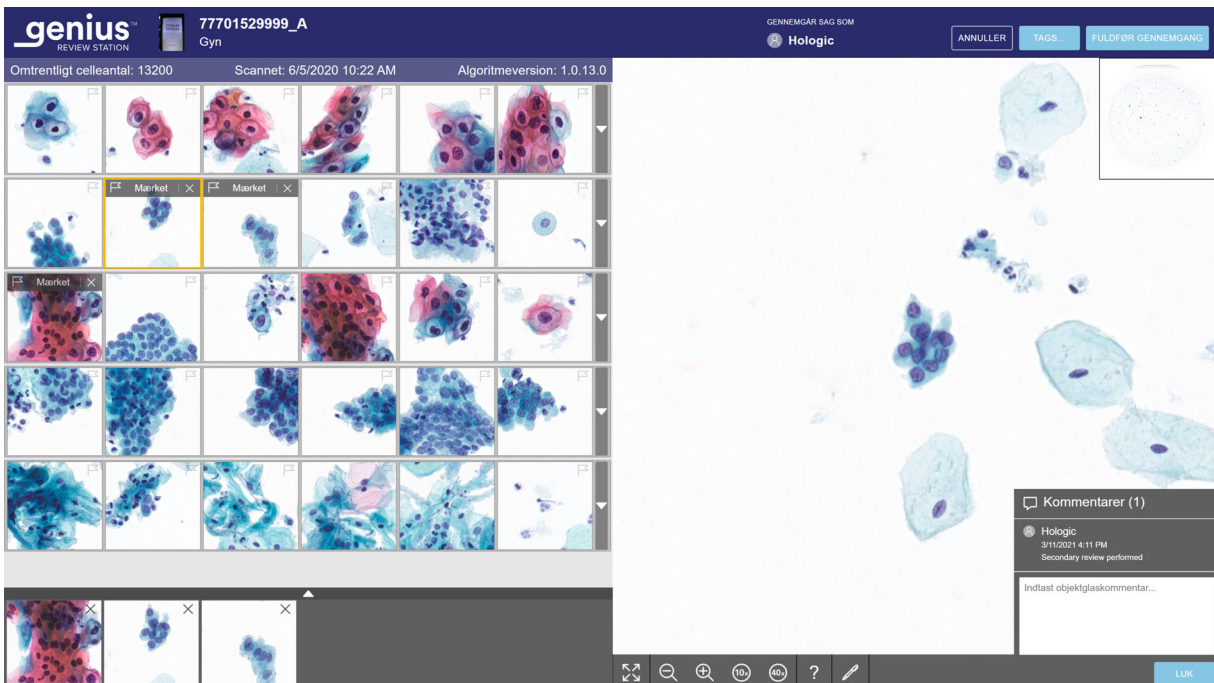 genius™
REVIEW STATION
77701529999_A
Gyn
GENNEMGÅR SAG SOM
Hologic
ANNULLER
TAGS...
FULDFØR GENNEMGANG
Omtrentligt celleantal: 13200
Scannet: 6/5/2020 10:22 AM
Algoritmeversion: 1.0.13.0
Mærket
Mærket
Mærket
Kommentarer (1)
Hologic
3/11/2021 4:11 PM
Secondary review performed
Indtast objektglaskommentar...
10x
40x
?
LUK